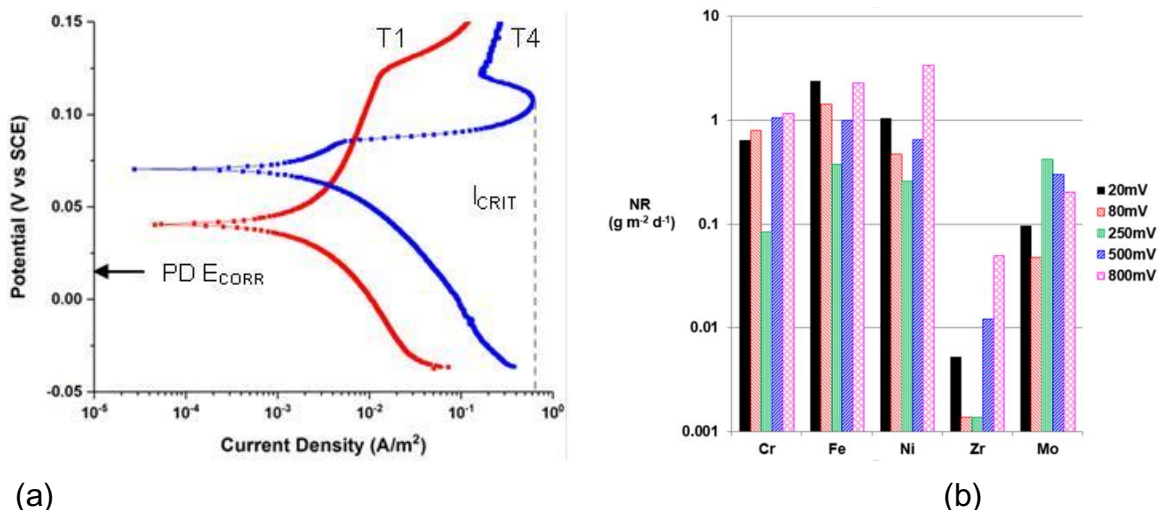 0.15
0.10
0.05
0.00
-0.05
Potential (V vs SCE)
T1
T4
I_CRIT
PD E_CORR
10⁻⁵ 10⁻⁴ 10⁻³ 10⁻² 10⁻¹ 10⁰
Current Density (A/m²)
(a)
10
1
0.1
0.01
0.001
NR
(g m⁻² d⁻¹)
Cr Fe Ni Zr Mo
20mV
80mV
250mV
500mV
800mV
(b)